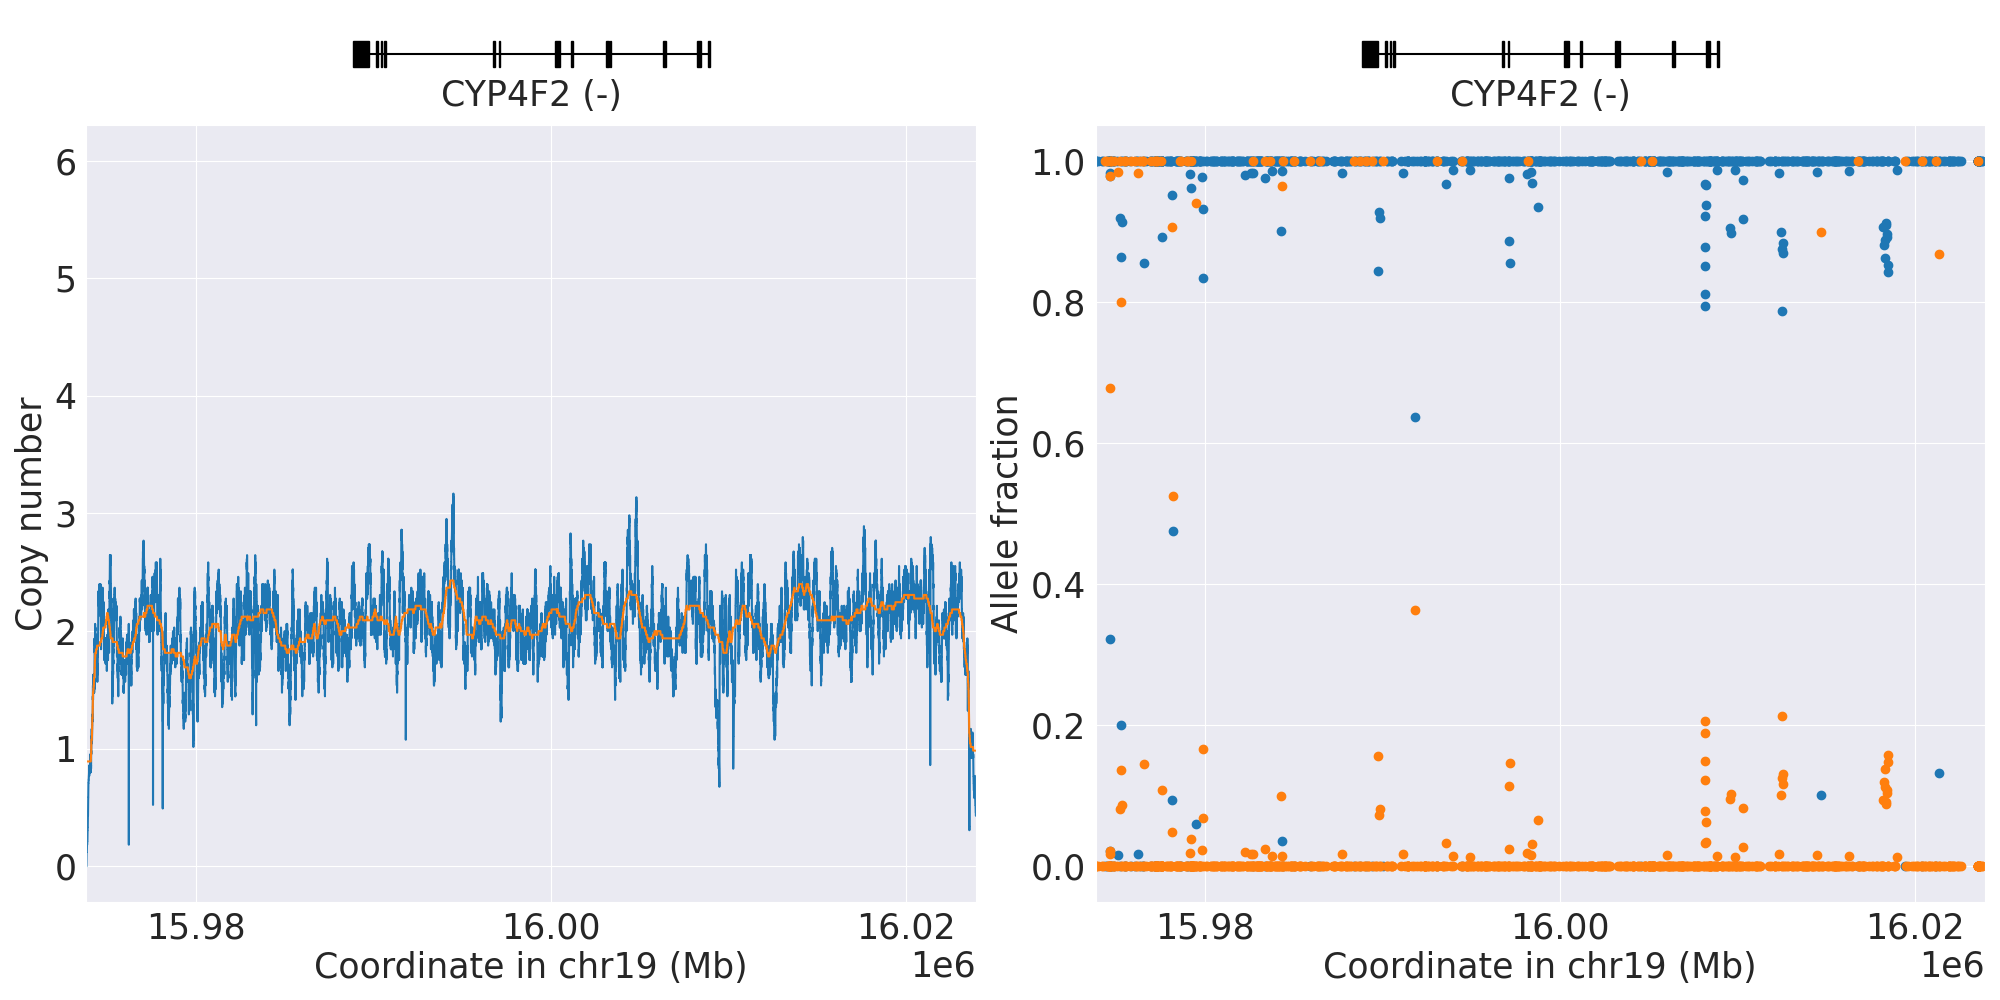 CYP4F2 (-)
6
5
4
3
2
1
0
Copy number
15.98
16.00
16.02
Coordinate in chr19 (Mb)
1e6
CYP4F2 (-)
1.0
0.8
0.6
0.4
0.2
0.0
Allele fraction
15.98
16.00
16.02
Coordinate in chr19 (Mb)
1e6